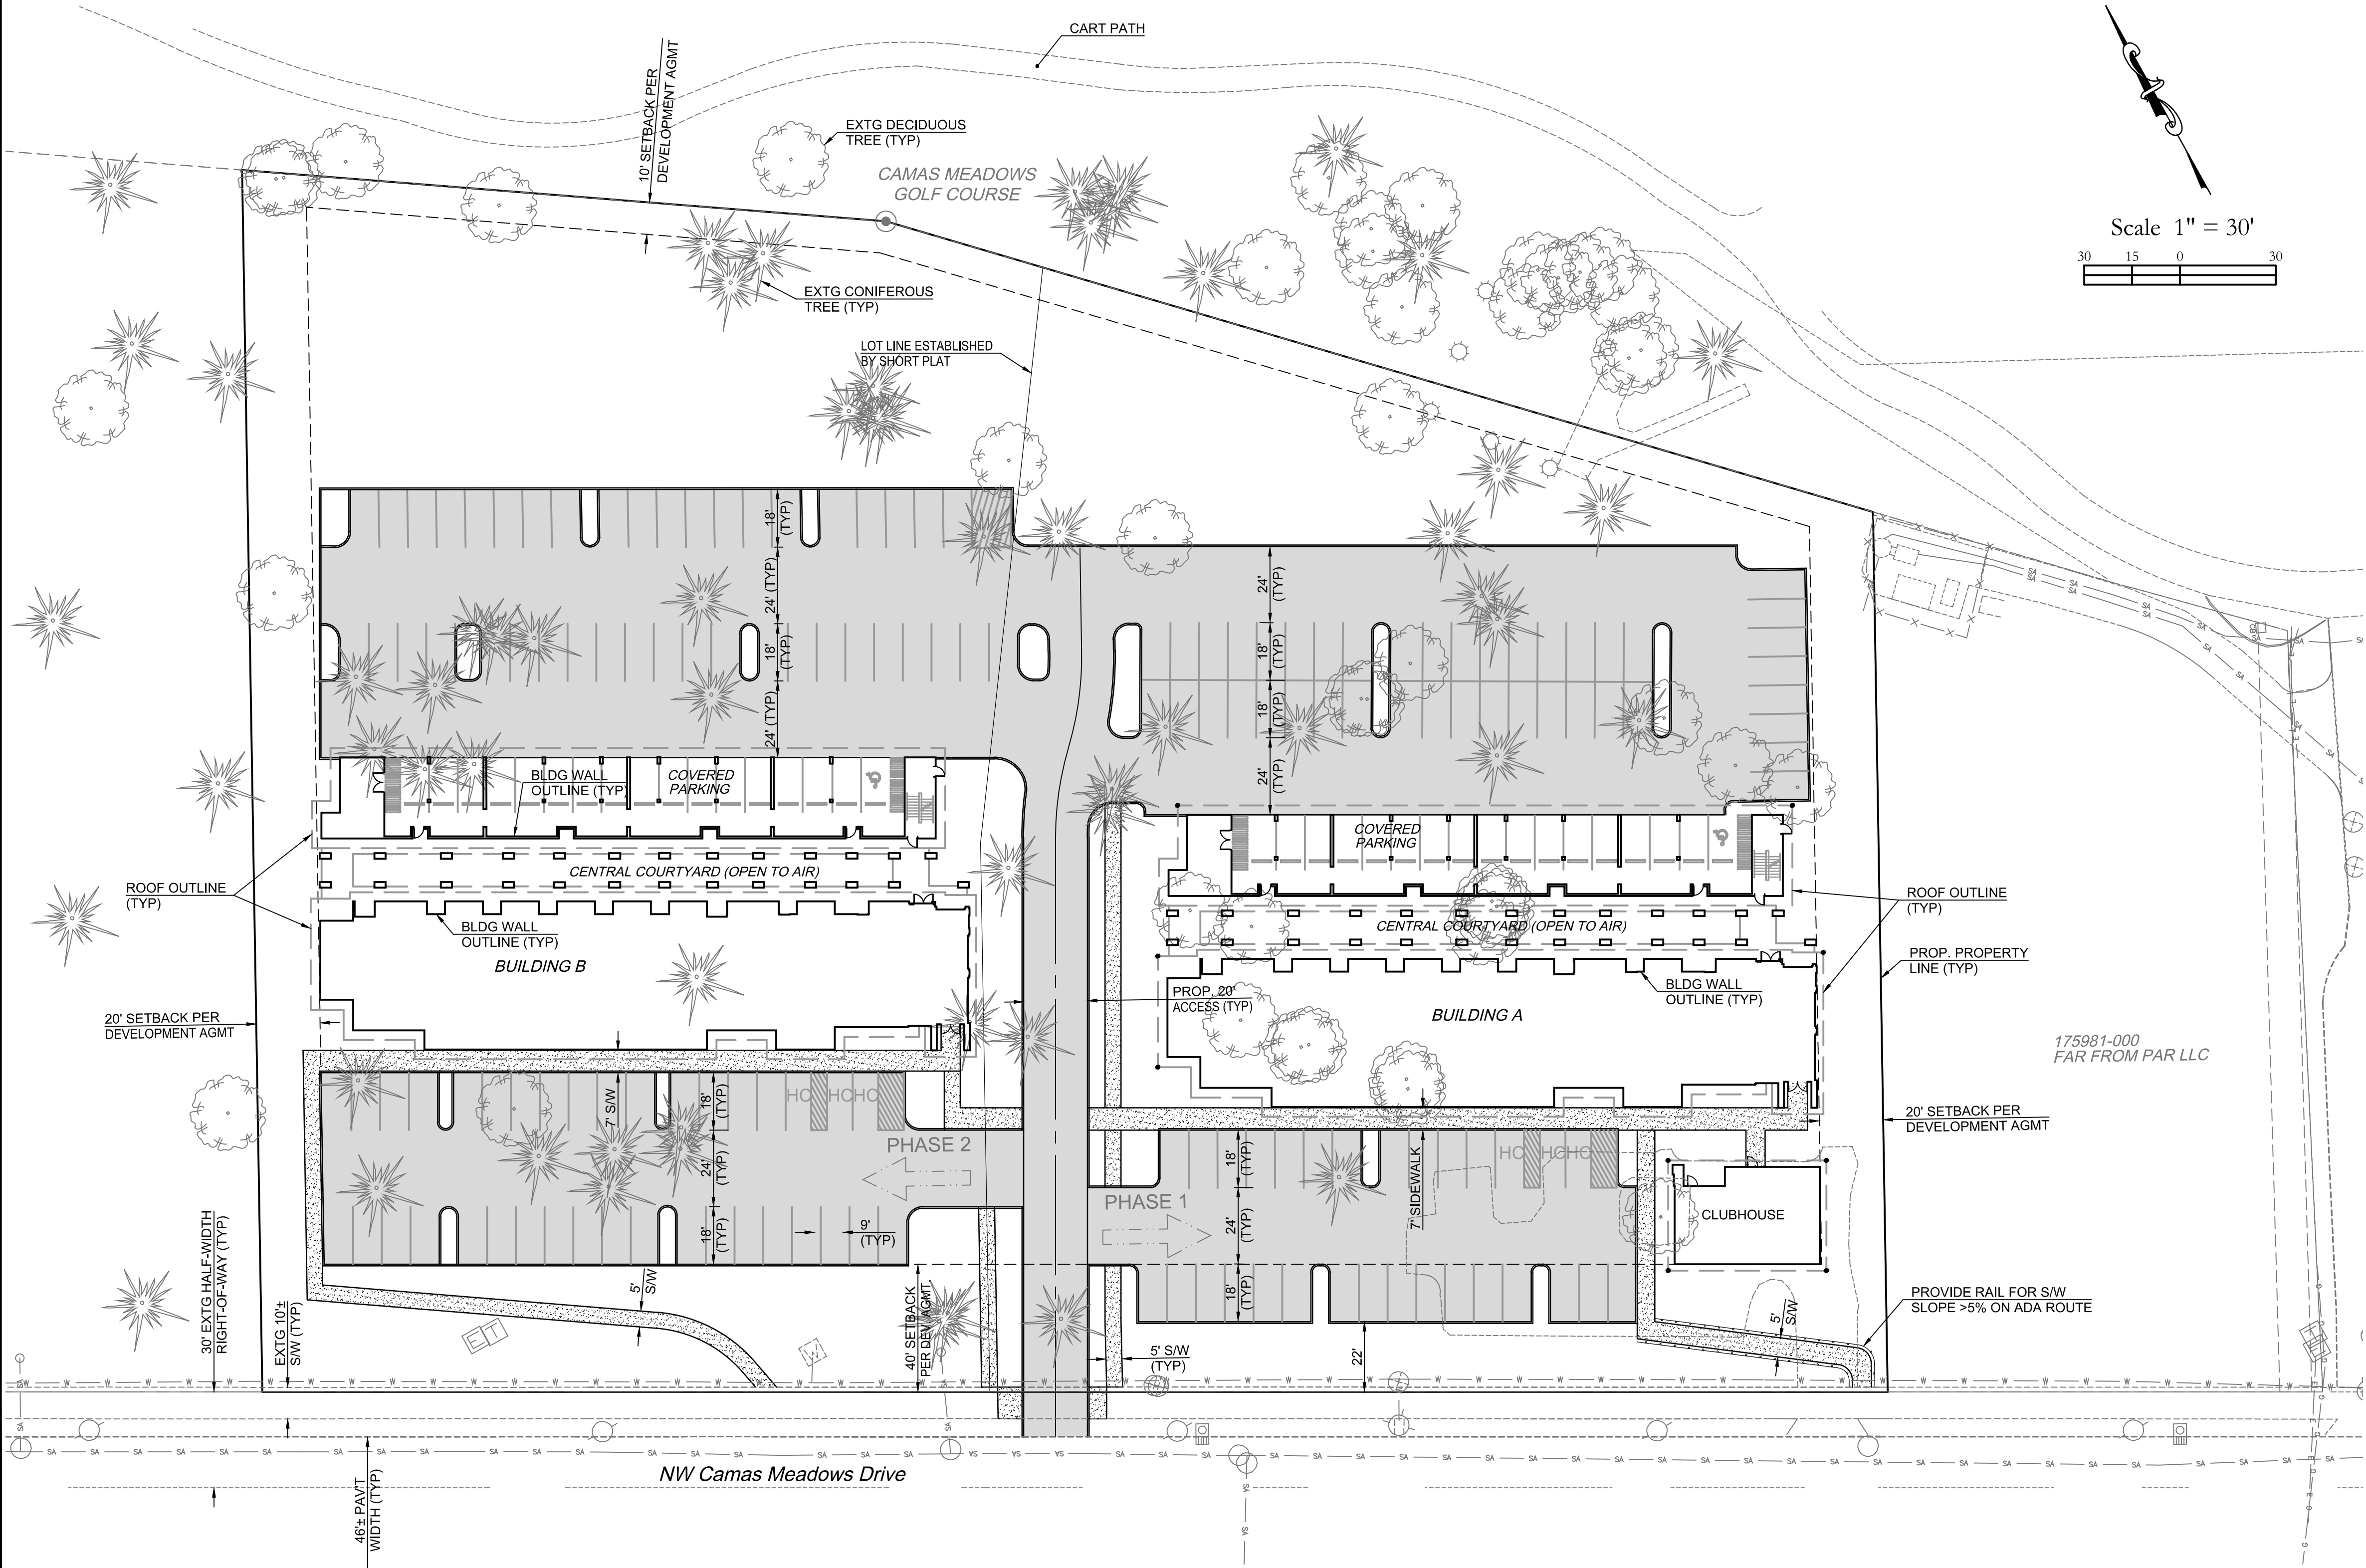 CART PATH
10' SETBACK PER
DEVELOPMENT AGMT
EXTG DECIDUOUS
TREE (TYP)
CAMAS MEADOWS
GOLF COURSE
Scale 1" = 30'
30 15 0 30
EXTG CONIFEROUS
TREE (TYP)
LOT LINE ESTABLISHED
BY SHORT PLAT
18'
(TYP)
24' (TYP)
18'
(TYP)
24' (TYP)
24'
(TYP)
18'
(TYP)
18'
(TYP)
24'
(TYP)
BLDG WALL
OUTLINE (TYP)
COVERED
PARKING
COVERED
PARKING
CENTRAL COURTYARD (OPEN TO AIR)
ROOF OUTLINE
(TYP)
BLDG WALL
OUTLINE (TYP)
BUILDING B
CENTRAL COURTYARD (OPEN TO AIR)
ROOF OUTLINE
(TYP)
PROP. PROPERTY
LINE (TYP)
BLDG WALL
OUTLINE (TYP)
PROP. 20'
ACCESS (TYP)
BUILDING A
20' SETBACK PER
DEVELOPMENT AGMT
175981-000
FAR FROM PAR LLC
7' S/W
18'
(TYP)
HC HC HC
24'
(TYP)
18'
(TYP)
9'
(TYP)
PHASE 2
PHASE 1
18'
(TYP)
24'
(TYP)
18'
(TYP)
7' SIDEWALK
HC HC HC
CLUBHOUSE
20' SETBACK PER
DEVELOPMENT AGMT
30' EXTG HALF-WIDTH
RIGHT-OF-WAY (TYP)
EXTG 10'±
S/W (TYP)
5'
S/W
40' SETBACK
PER DEV. AGMT.
5' S/W
(TYP)
22'
5'
S/W
PROVIDE RAIL FOR S/W
SLOPE >5% ON ADA ROUTE
46'± PAV'T
WIDTH (TYP)
NW Camas Meadows Drive